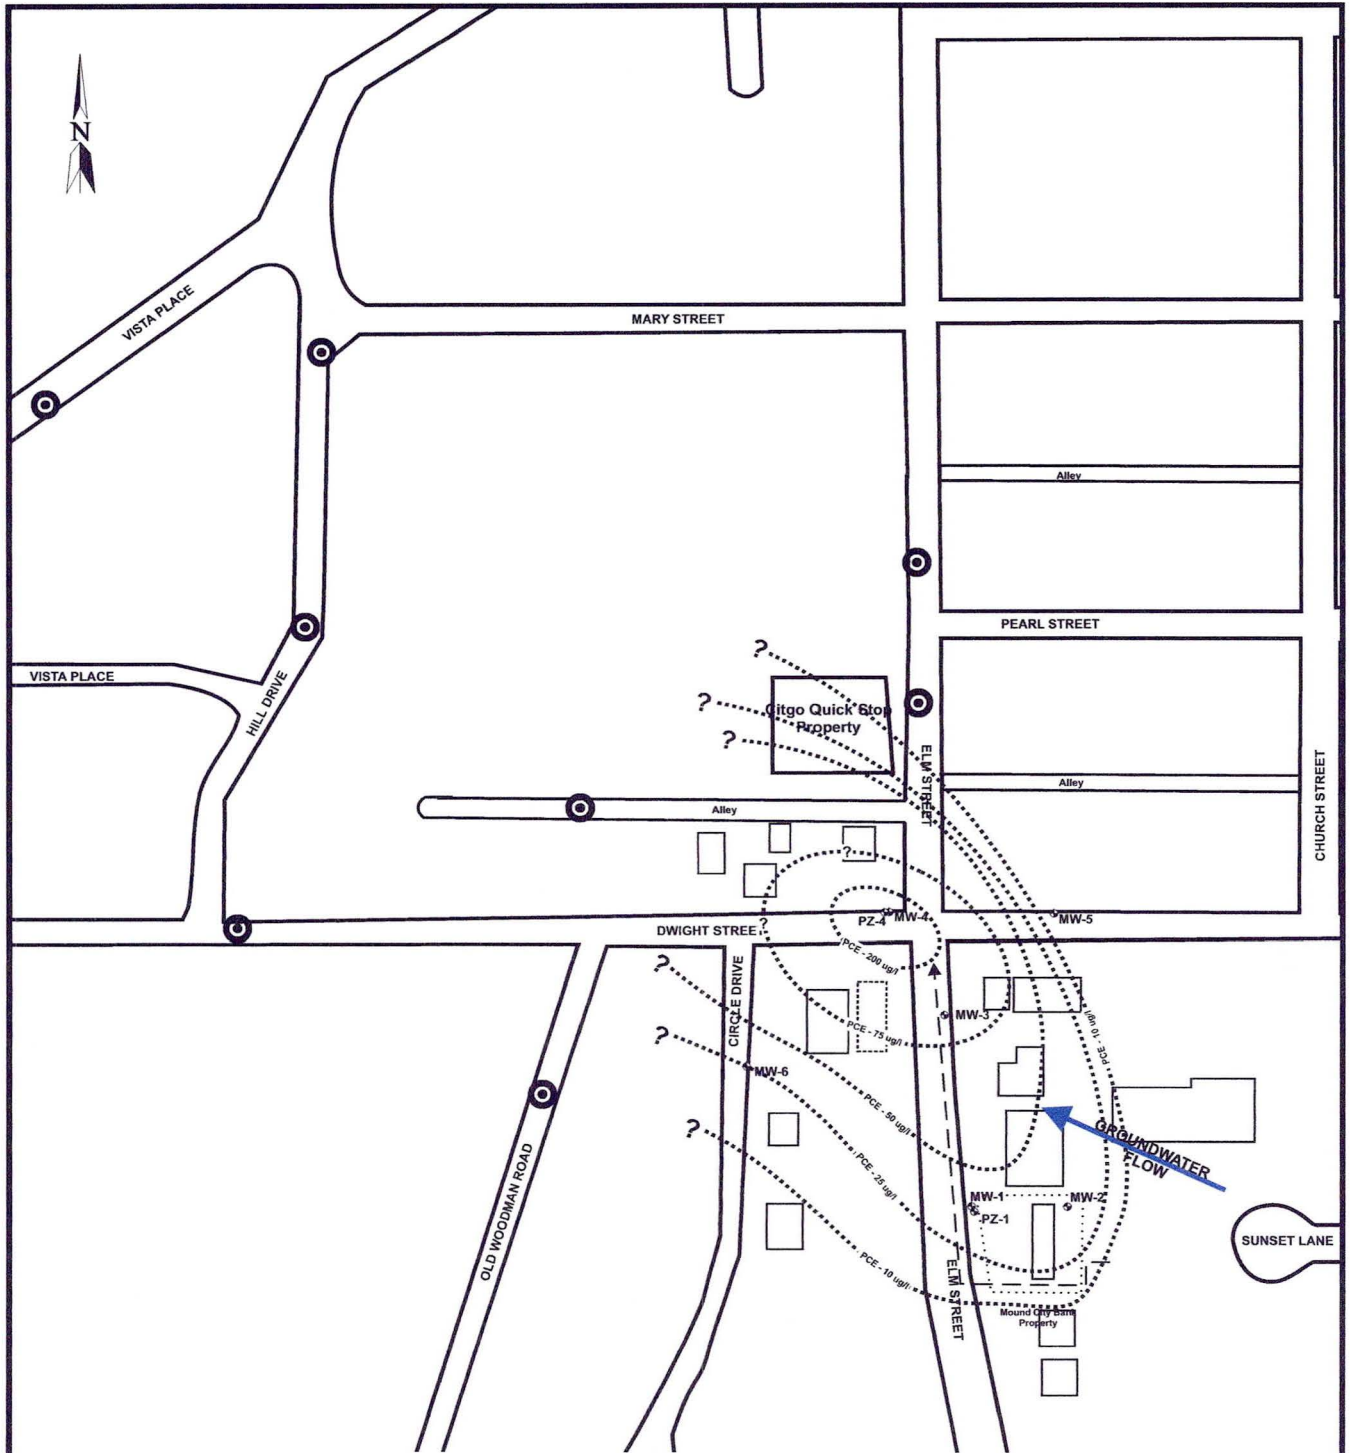 N
VISTA PLACE
MARY STREET
Alley
PEARL STREET
?
VISTA PLACE
HILL DRIVE
?
Citgo Quick Stop
Property
?
ELM STREET
Alley
CHURCH STREET
Alley
?
PZ-4
MW-4
MW-5
?
DWIGHT STREE
PCE - 200 ug/l
?
CIRCLE DRIVE
MW-3
PCE - 75 ug/l
PCE - 10 ug/l
?
MW-6
PCE - 50 ug/l
?
GROUNDWATER
FLOW
PCE - 25 ug/l
OLD WOODMAN ROAD
MW-1
MW-2
PZ-1
SUNSET LANE
PCE - 10 ug/l
ELM STREET
Mound City Bank
Property